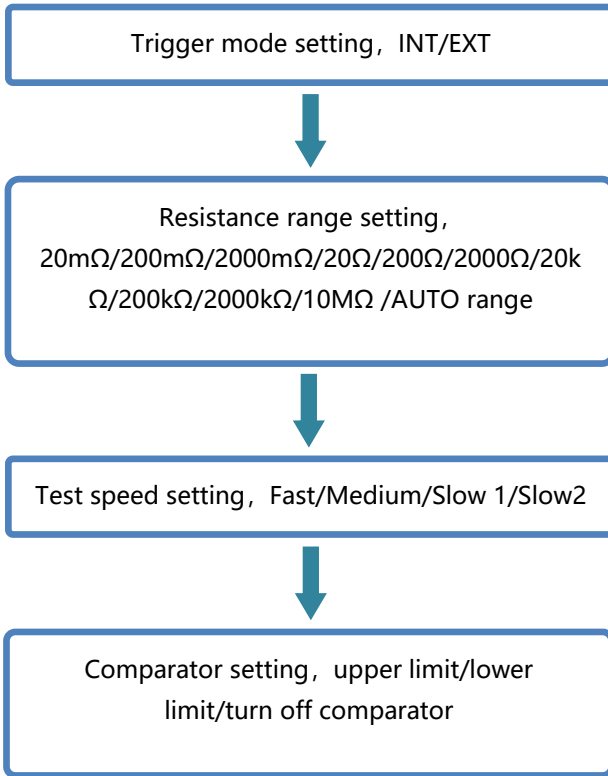 Trigger mode setting，INT/EXT
Resistance range setting，
20mΩ/200mΩ/2000mΩ/20Ω/200Ω/2000Ω/20k
Ω/200kΩ/2000kΩ/10MΩ /AUTO range
Test speed setting，Fast/Medium/Slow 1/Slow2
Comparator setting，upper limit/lower
limit/turn off comparator